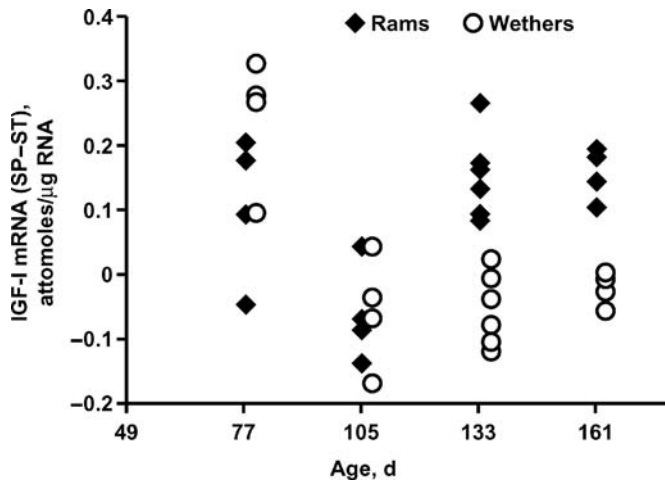 Rams Wethers
IGF-I mRNA (SP–ST),
attomoles/µg RNA
0.4
0.3
0.2
0.1
0
–0.1
–0.2
49 77 105 133 161
Age, d